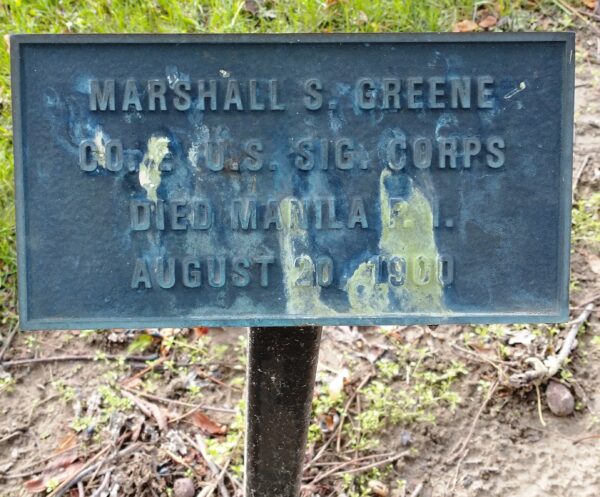 MARSHALL S. GREENE
CO. E U.S. SIG. CORPS
DIED MANILA P. I.
AUGUST 20, 1900